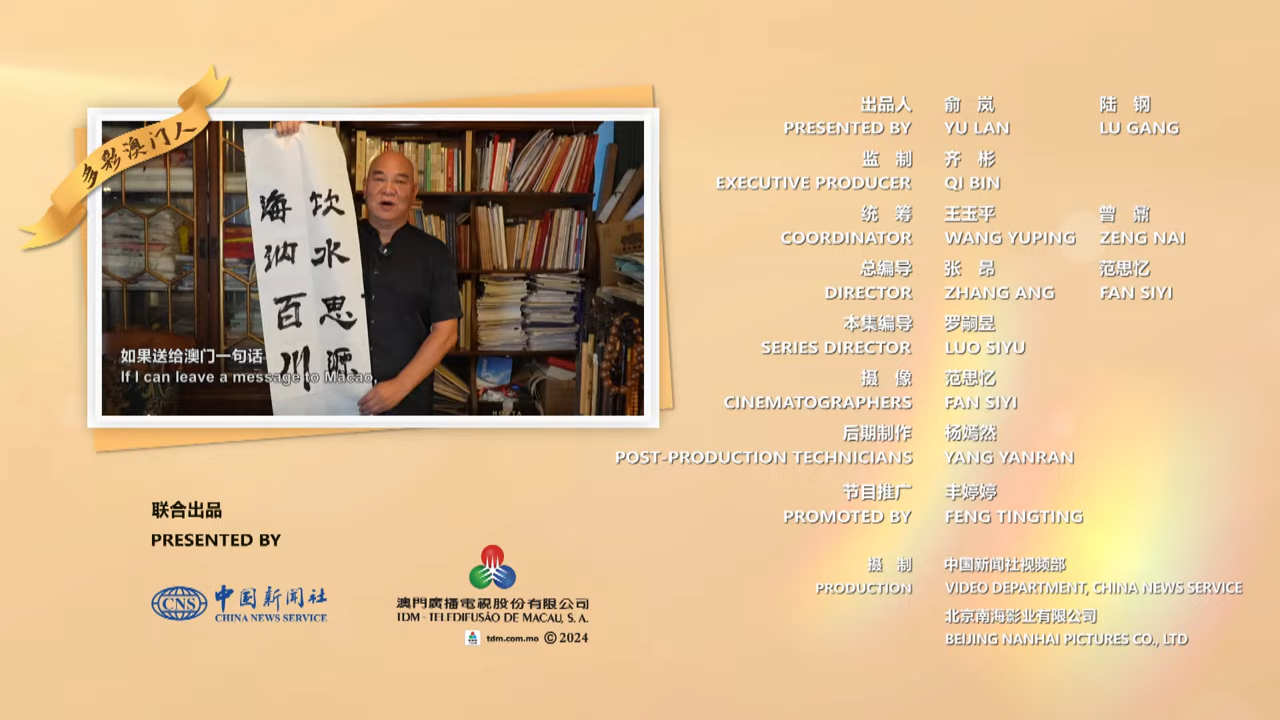 多彩澳门人
饮水思源
海纳百川
如果送给澳门一句话
If I can leave a message to Macao,
联合出品
PRESENTED BY
CNS 中国新闻社
CHINA NEWS SERVICE
澳門廣播電視股份有限公司
TDM - TELEDIFUSÃO DE MACAU, S. A.
tdm.com.mo © 2024
出品人 俞 岚 陆 钢
PRESENTED BY YU LAN LU GANG
监 制 齐 彬
EXECUTIVE PRODUCER QI BIN
统 筹 王玉平 曾 鼐
COORDINATOR WANG YUPING ZENG NAI
总编导 张 昂 范思忆
DIRECTOR ZHANG ANG FAN SIYI
本集编导 罗嗣昱
SERIES DIRECTOR LUO SIYU
摄 像 范思忆
CINEMATOGRAPHERS FAN SIYI
后期制作 杨嫣然
POST-PRODUCTION TECHNICIANS YANG YANRAN
节目推广 丰婷婷
PROMOTED BY FENG TINGTING
摄 制 中国新闻社视频部
PRODUCTION VIDEO DEPARTMENT, CHINA NEWS SERVICE
北京南海影业有限公司
BEIJING NANHAI PICTURES CO., LTD